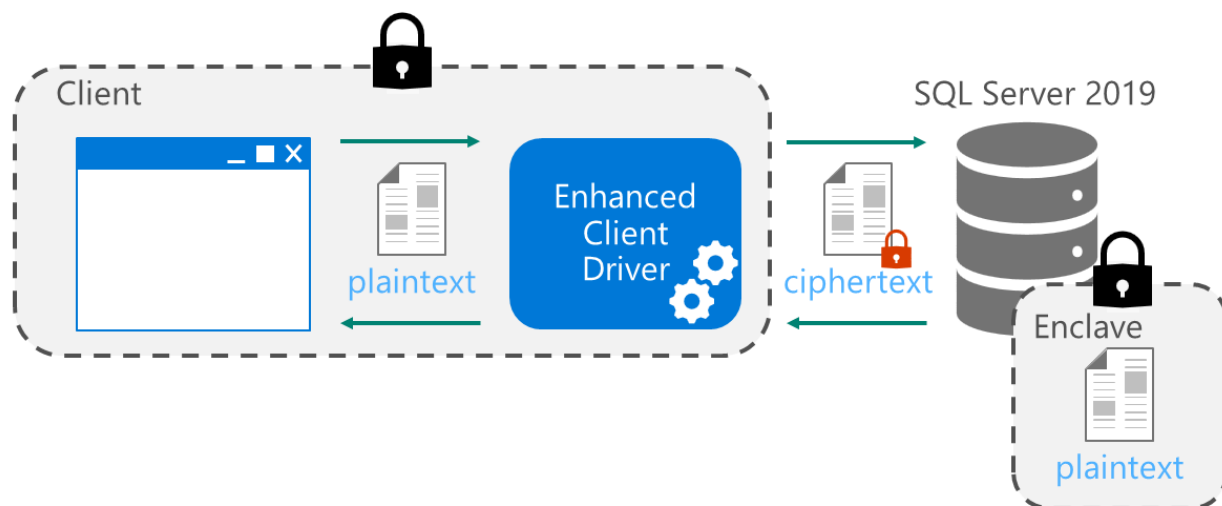 Client
SQL Server 2019
Enhanced
Client
Driver
plaintext
ciphertext
Enclave
plaintext